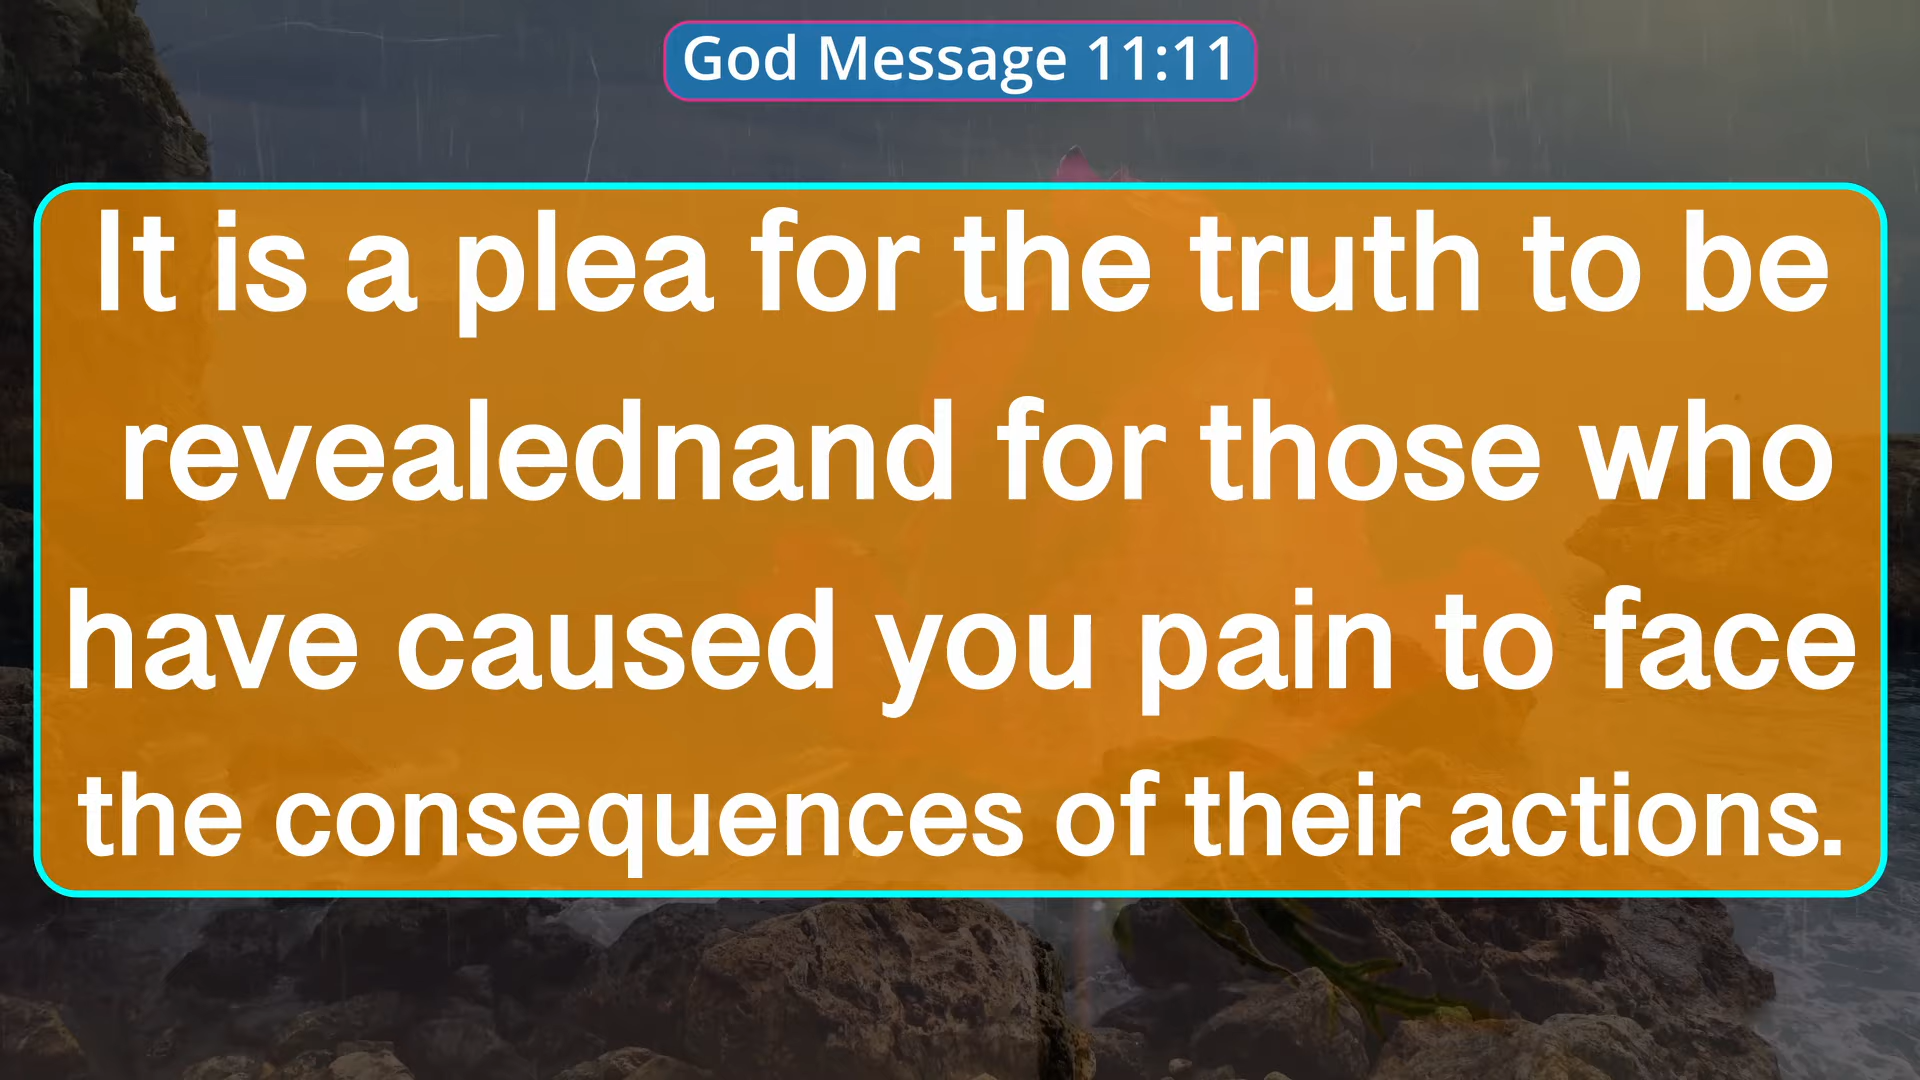 God Message 11:11
It is a plea for the truth to be
revealednand for those who
have caused you pain to face
the consequences of their actions.